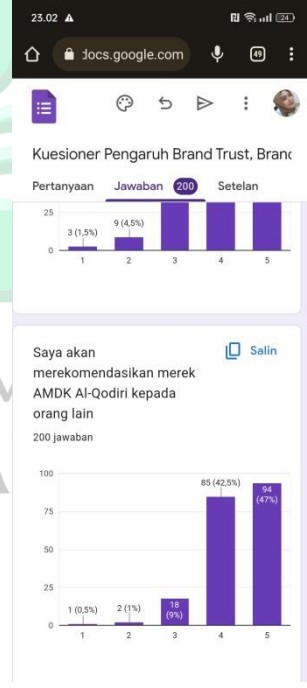 23.02
24
docs.google.com
49
Kuesioner Pengaruh Brand Trust, Branc
Pertanyaan Jawaban 200 Setelan
25
0
3 (1,5%)
9 (4,5%)
1 2 3 4 5
Saya akan
merekomendasikan merek
AMDK Al-Qodiri kepada
orang lain
Salin
200 jawaban
100
75
50
25
0
1 (0,5%)
2 (1%)
18
(9%)
85 (42,5%)
94
(47%)
1 2 3 4 5